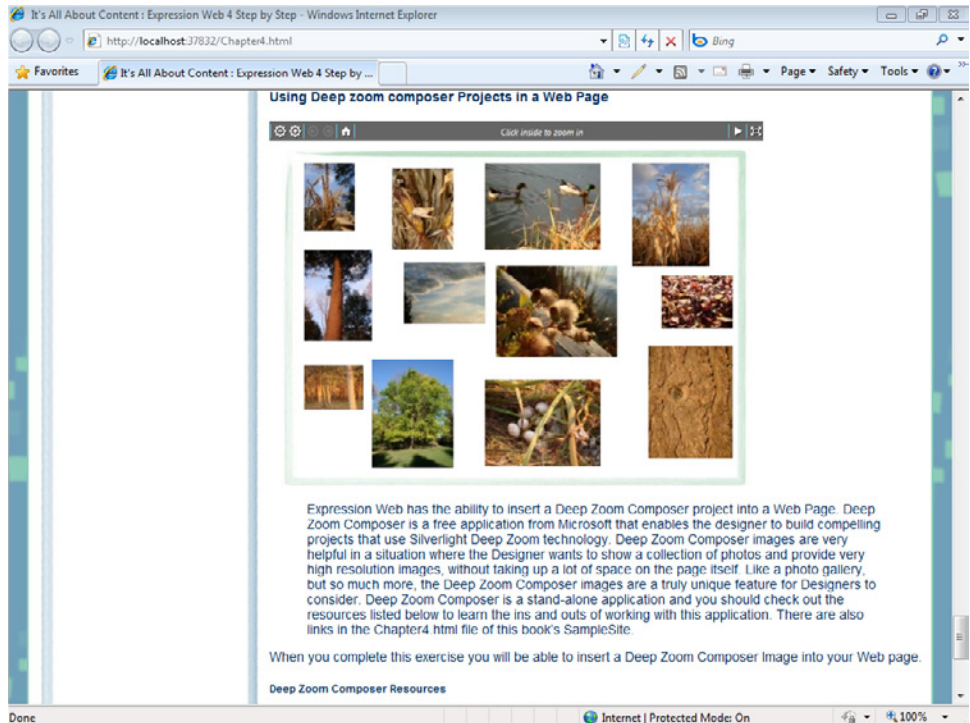 It's All About Content : Expression Web 4 Step by Step - Windows Internet Explorer
http://localhost:37832/Chapter4.html
Bing
Favorites
It's All About Content : Expression Web 4 Step by ...
Page
Safety
Tools
Using Deep zoom composer Projects in a Web Page
Click inside to zoom in
Expression Web has the ability to insert a Deep Zoom Composer project into a Web Page. Deep
Zoom Composer is a free application from Microsoft that enables the designer to build compelling
projects that use Silverlight Deep Zoom technology. Deep Zoom Composer images are very
helpful in a situation where the Designer wants to show a collection of photos and provide very
high resolution images, without taking up a lot of space on the page itself. Like a photo gallery,
but so much more, the Deep Zoom Composer images are a truly unique feature for Designers to
consider. Deep Zoom Composer is a stand-alone application and you should check out the
resources listed below to learn the ins and outs of working with this application. There are also
links in the Chapter4.html file of this book's SampleSite.
When you complete this exercise you will be able to insert a Deep Zoom Composer Image into your Web page.
Deep Zoom Composer Resources
Done
Internet | Protected Mode: On
100%